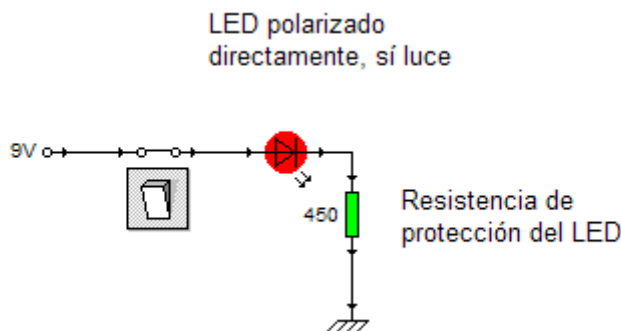 LED polarizado
directamente, sí luce
9V
450
Resistencia de
protección del LED